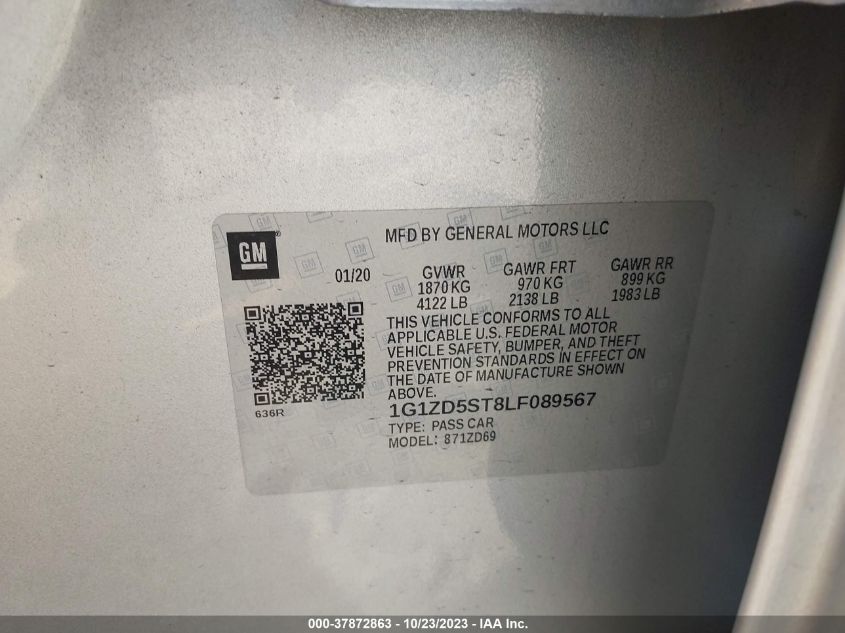 MFD BY GENERAL MOTORS LLC
GM
®
01/20 GVWR GAWR FRT GAWR RR
1870 KG 970 KG 899 KG
4122 LB 2138 LB 1983 LB
THIS VEHICLE CONFORMS TO ALL
APPLICABLE U.S. FEDERAL MOTOR
VEHICLE SAFETY, BUMPER, AND THEFT
PREVENTION STANDARDS IN EFFECT ON
THE DATE OF MANUFACTURE SHOWN
ABOVE.
636R
1G1ZD5ST8LF089567
TYPE: PASS CAR
MODEL: 871ZD69
000-37872863 - 10/23/2023 - IAA Inc.